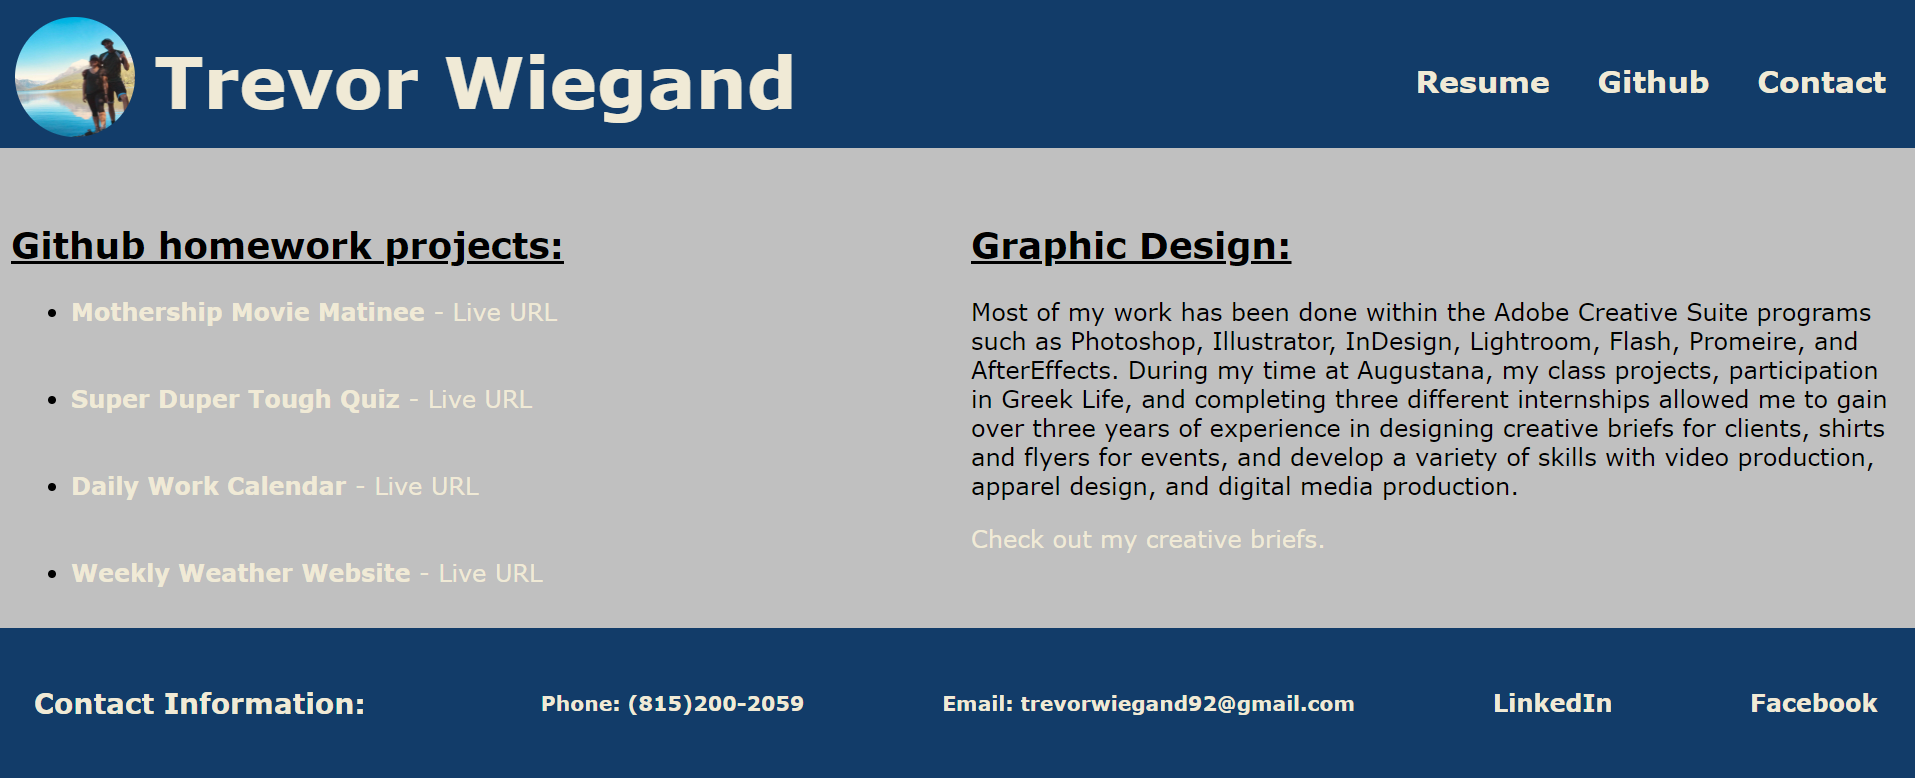 Trevor Wiegand
Resume Github Contact
Github homework projects:
Mothership Movie Matinee - Live URL
Super Duper Tough Quiz - Live URL
Daily Work Calendar - Live URL
Weekly Weather Website - Live URL
Graphic Design:
Most of my work has been done within the Adobe Creative Suite programs
such as Photoshop, Illustrator, InDesign, Lightroom, Flash, Promeire, and
AfterEffects. During my time at Augustana, my class projects, participation
in Greek Life, and completing three different internships allowed me to gain
over three years of experience in designing creative briefs for clients, shirts
and flyers for events, and develop a variety of skills with video production,
apparel design, and digital media production.
Check out my creative briefs.
Contact Information: Phone: (815)200-2059 Email: trevorwiegand92@gmail.com LinkedIn Facebook